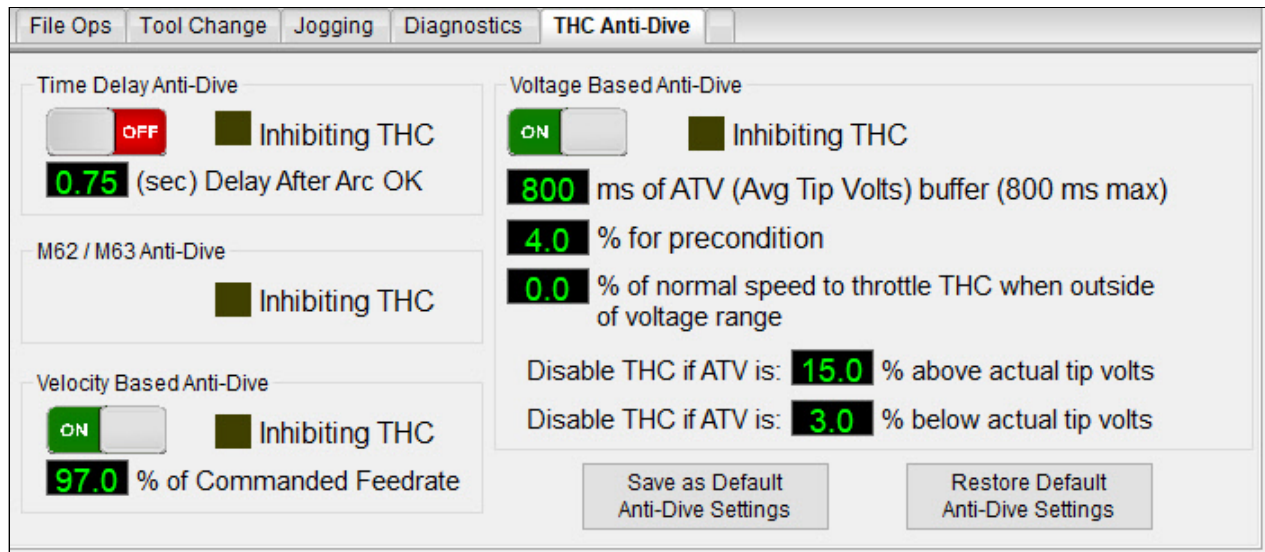 File Ops Tool Change Jogging Diagnostics THC Anti-Dive
Time Delay Anti-Dive
OFF Inhibiting THC
0.75 (sec) Delay After Arc OK
M62 / M63 Anti-Dive
Inhibiting THC
Velocity Based Anti-Dive
ON Inhibiting THC
97.0 % of Commanded Feedrate
Voltage Based Anti-Dive
ON Inhibiting THC
800 ms of ATV (Avg Tip Volts) buffer (800 ms max)
4.0 % for precondition
0.0 % of normal speed to throttle THC when outside
of voltage range
Disable THC if ATV is: 15.0 % above actual tip volts
Disable THC if ATV is: 3.0 % below actual tip volts
Save as Default
Anti-Dive Settings
Restore Default
Anti-Dive Settings